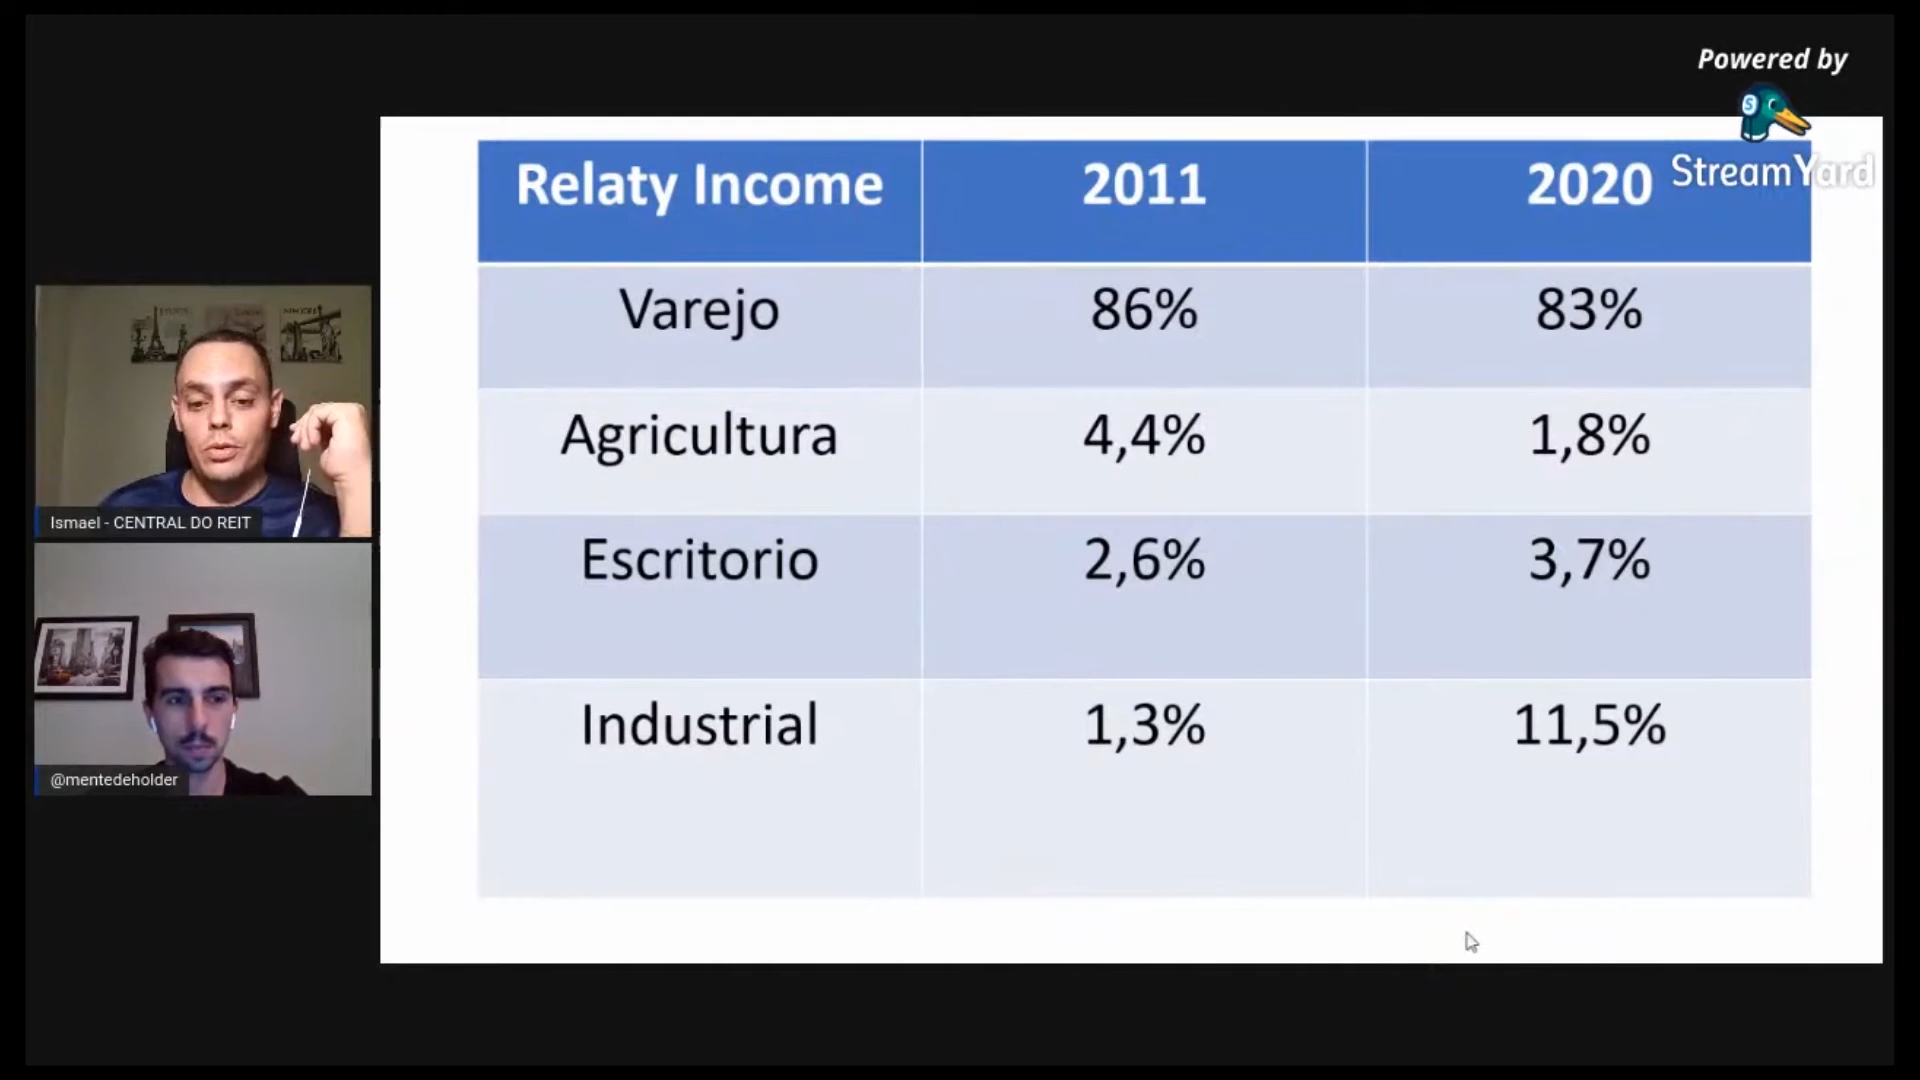 Powered by
StreamYard
Relaty Income 2011 2020
Varejo 86% 83%
Agricultura 4,4% 1,8%
Escritorio 2,6% 3,7%
Industrial 1,3% 11,5%
Ismael - CENTRAL DO REIT
@mentedeholder